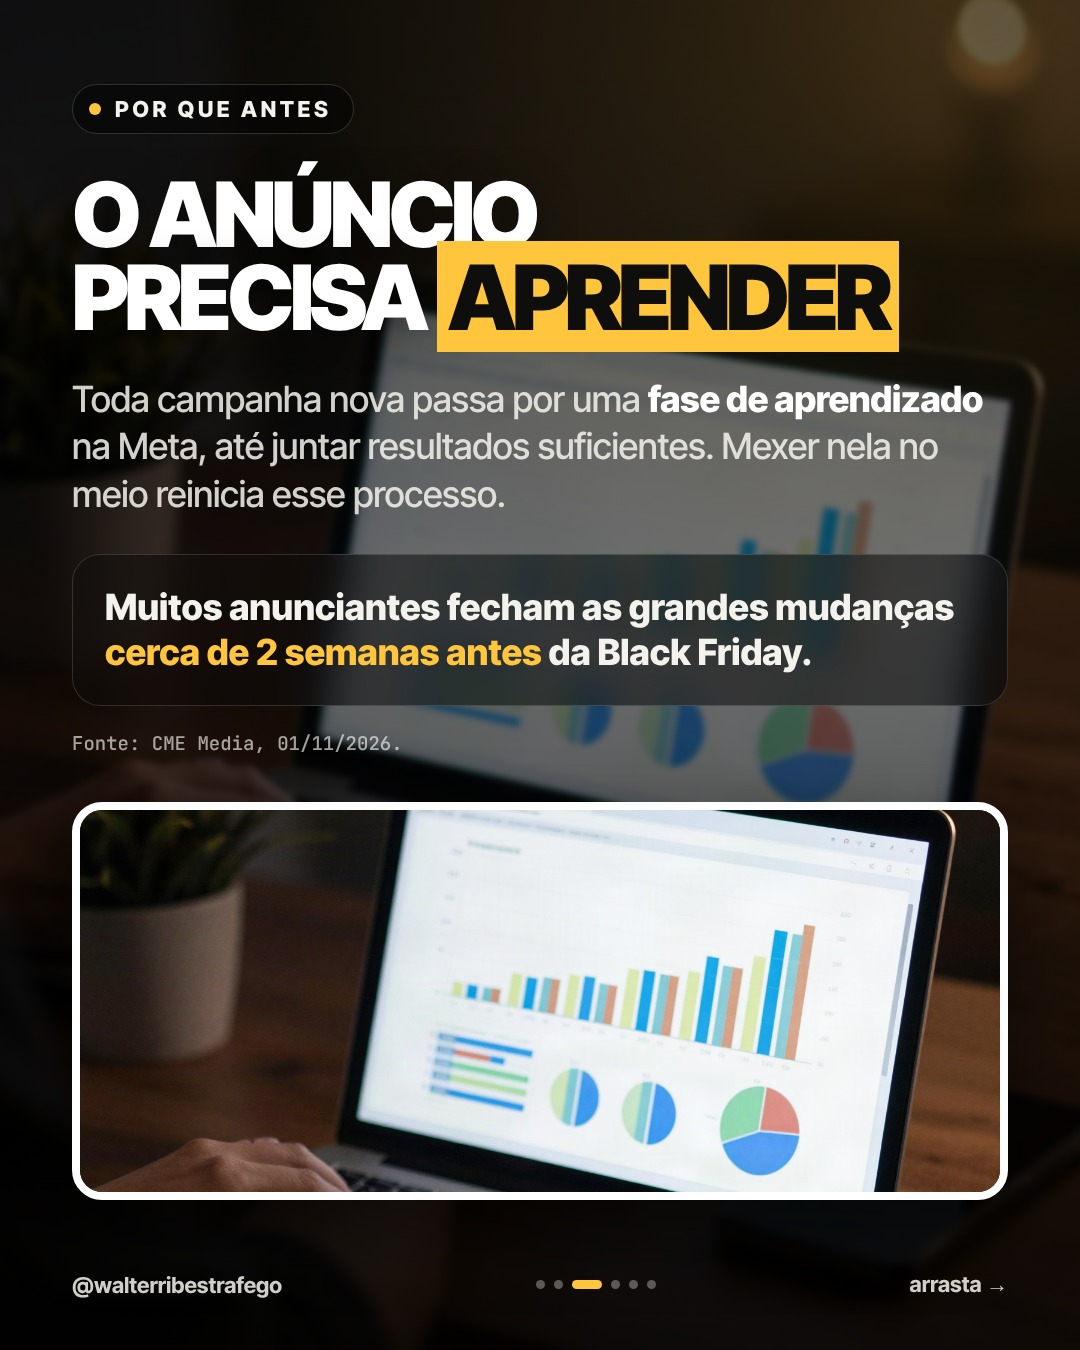 POR QUE ANTES
O ANÚNCIO
PRECISA APRENDER
Toda campanha nova passa por uma fase de aprendizado
na Meta, até juntar resultados suficientes. Mexer nela no
meio reinicia esse processo.
Muitos anunciantes fecham as grandes mudanças
cerca de 2 semanas antes da Black Friday.
Fonte: CME Media, 01/11/2026.
@walterribestrafego
arrasta →